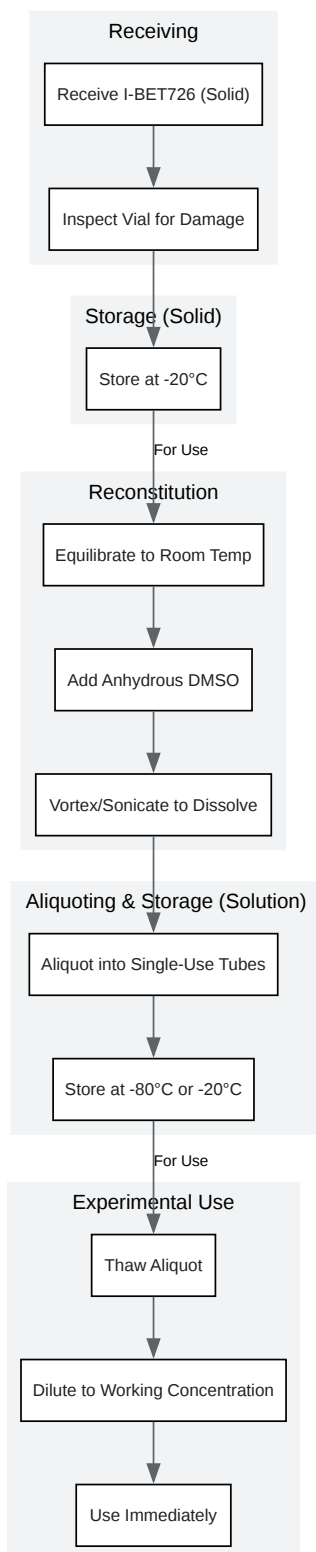 Receiving
Receive I-BET726 (Solid)
Inspect Vial for Damage
Storage (Solid)
Store at -20°C
For Use
Reconstitution
Equilibrate to Room Temp
Add Anhydrous DMSO
Vortex/Sonicate to Dissolve
Aliquoting & Storage (Solution)
Aliquot into Single-Use Tubes
Store at -80°C or -20°C
For Use
Experimental Use
Thaw Aliquot
Dilute to Working Concentration
Use Immediately